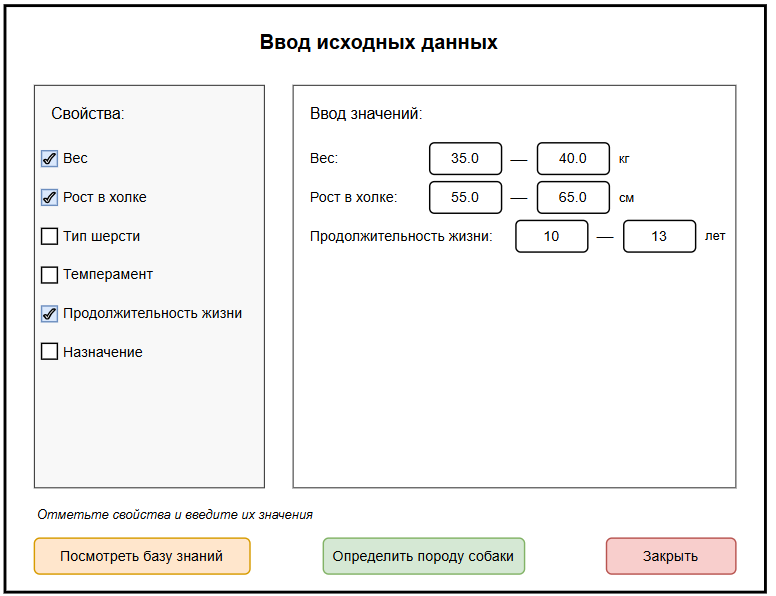 Ввод исходных данных
Свойства:
Вес
Рост в холке
Тип шерсти
Темперамент
Продолжительность жизни
Назначение
Ввод значений:
Вес: 35.0 — 40.0 кг
Рост в холке: 55.0 — 65.0 см
Продолжительность жизни: 10 — 13 лет
Отметьте свойства и введите их значения
Посмотреть базу знаний
Определить породу собаки
Закрыть